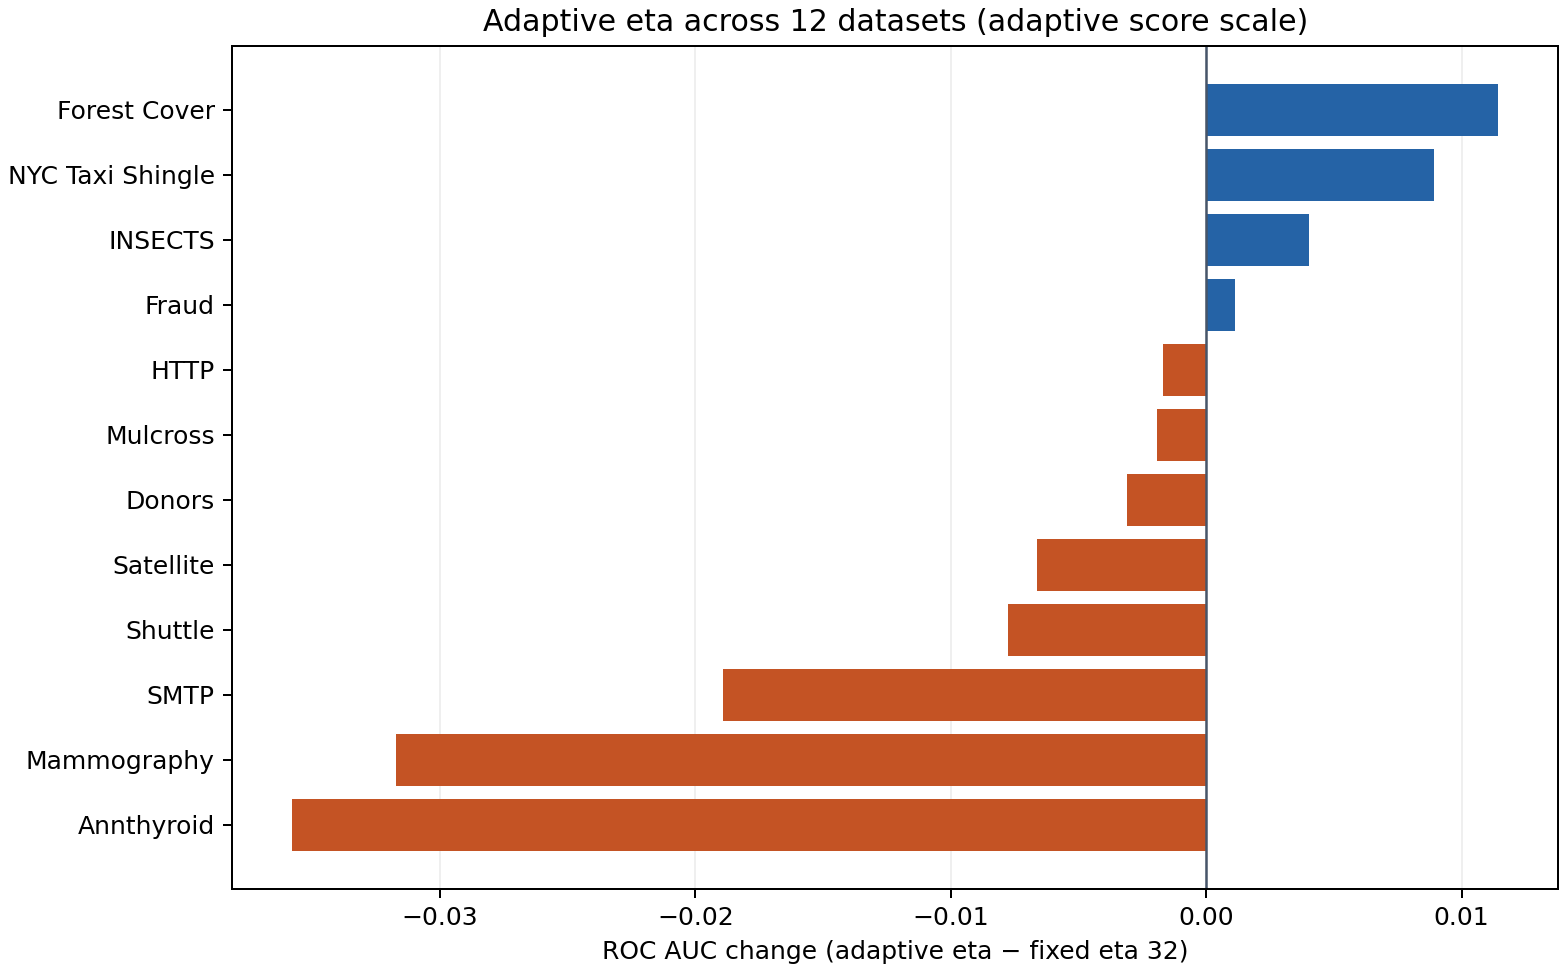 Adaptive eta across 12 datasets (adaptive score scale)
Forest Cover
NYC Taxi Shingle
INSECTS
Fraud
HTTP
Mulcross
Donors
Satellite
Shuttle
SMTP
Mammography
Annthyroid
−0.03 −0.02 −0.01 0.00 0.01
ROC AUC change (adaptive eta − fixed eta 32)